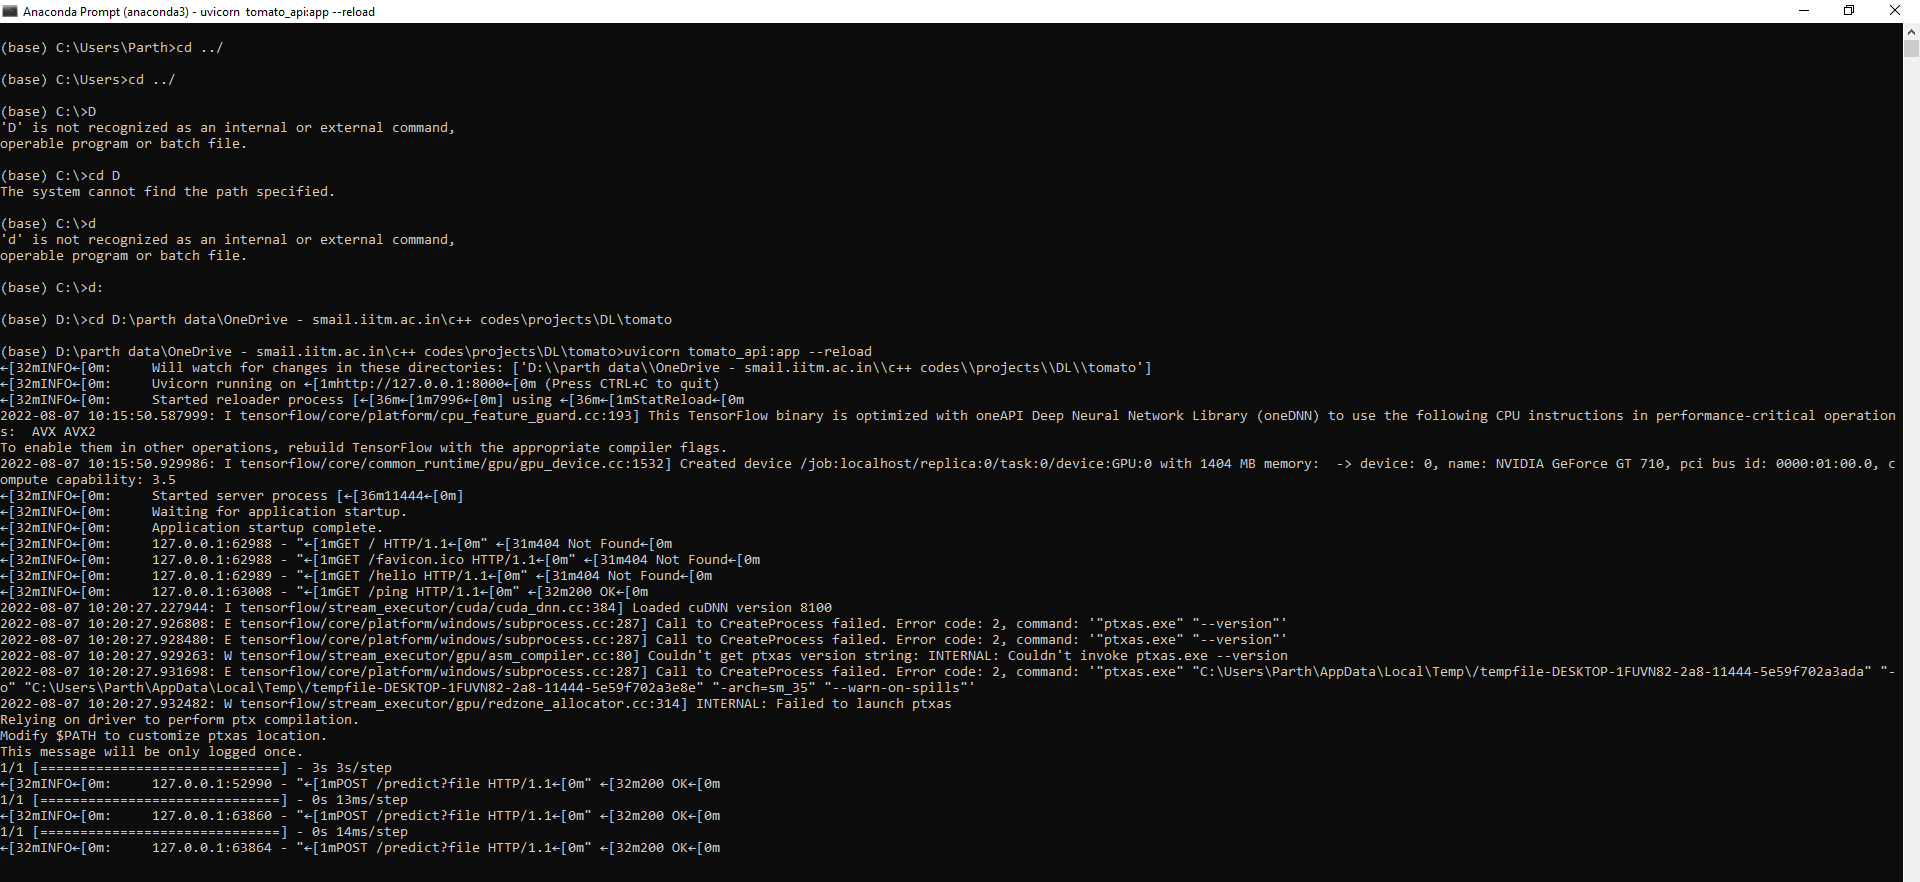 Anaconda Prompt (anaconda3) - uvicorn  tomato_api:app --reload
(base) C:\Users\Parth>cd ../
(base) C:\Users>cd ../
(base) C:\>D
'D' is not recognized as an internal or external command,
operable program or batch file.
(base) C:\>cd D
The system cannot find the path specified.
(base) C:\>d
'd' is not recognized as an internal or external command,
operable program or batch file.
(base) C:\>d:
(base) D:\>cd D:\parth data\OneDrive - smail.iitm.ac.in\c++ codes\projects\DL\tomato
(base) D:\parth data\OneDrive - smail.iitm.ac.in\c++ codes\projects\DL\tomato>uvicorn tomato_api:app --reload
←[32mINFO←[0m:     Will watch for changes in these directories: ['D:\\parth data\\OneDrive - smail.iitm.ac.in\\c++ codes\\projects\\DL\\tomato']
←[32mINFO←[0m:     Uvicorn running on ←[1mhttp://127.0.0.1:8000←[0m (Press CTRL+C to quit)
←[32mINFO←[0m:     Started reloader process [←[36m←[1m7996←[0m] using ←[36m←[1mStatReload←[0m
2022-08-07 10:15:50.587999: I tensorflow/core/platform/cpu_feature_guard.cc:193] This TensorFlow binary is optimized with oneAPI Deep Neural Network Library (oneDNN) to use the following CPU instructions in performance-critical operation
s:  AVX AVX2
To enable them in other operations, rebuild TensorFlow with the appropriate compiler flags.
2022-08-07 10:15:50.929986: I tensorflow/core/common_runtime/gpu/gpu_device.cc:1532] Created device /job:localhost/replica:0/task:0/device:GPU:0 with 1404 MB memory:  -> device: 0, name: NVIDIA GeForce GT 710, pci bus id: 0000:01:00.0, c
ompute capability: 3.5
←[32mINFO←[0m:     Started server process [←[36m11444←[0m]
←[32mINFO←[0m:     Waiting for application startup.
←[32mINFO←[0m:     Application startup complete.
←[32mINFO←[0m:     127.0.0.1:62988 - "←[1mGET / HTTP/1.1←[0m" ←[31m404 Not Found←[0m
←[32mINFO←[0m:     127.0.0.1:62988 - "←[1mGET /favicon.ico HTTP/1.1←[0m" ←[31m404 Not Found←[0m
←[32mINFO←[0m:     127.0.0.1:62989 - "←[1mGET /hello HTTP/1.1←[0m" ←[31m404 Not Found←[0m
←[32mINFO←[0m:     127.0.0.1:63008 - "←[1mGET /ping HTTP/1.1←[0m" ←[32m200 OK←[0m
2022-08-07 10:20:27.227944: I tensorflow/stream_executor/cuda/cuda_dnn.cc:384] Loaded cuDNN version 8100
2022-08-07 10:20:27.926808: E tensorflow/core/platform/windows/subprocess.cc:287] Call to CreateProcess failed. Error code: 2, command: '"ptxas.exe" "--version"'
2022-08-07 10:20:27.928480: E tensorflow/core/platform/windows/subprocess.cc:287] Call to CreateProcess failed. Error code: 2, command: '"ptxas.exe" "--version"'
2022-08-07 10:20:27.929263: W tensorflow/stream_executor/gpu/asm_compiler.cc:80] Couldn't get ptxas version string: INTERNAL: Couldn't invoke ptxas.exe --version
2022-08-07 10:20:27.931698: E tensorflow/core/platform/windows/subprocess.cc:287] Call to CreateProcess failed. Error code: 2, command: '"ptxas.exe" "C:\Users\Parth\AppData\Local\Temp\/tempfile-DESKTOP-1FUVN82-2a8-11444-5e59f702a3ada" "-
o" "C:\Users\Parth\AppData\Local\Temp\/tempfile-DESKTOP-1FUVN82-2a8-11444-5e59f702a3e8e" "-arch=sm_35" "--warn-on-spills"'
2022-08-07 10:20:27.932482: W tensorflow/stream_executor/gpu/redzone_allocator.cc:314] INTERNAL: Failed to launch ptxas
Relying on driver to perform ptx compilation.
Modify $PATH to customize ptxas location.
This message will be only logged once.
1/1 [==============================] - 3s 3s/step
←[32mINFO←[0m:     127.0.0.1:52990 - "←[1mPOST /predict?file HTTP/1.1←[0m" ←[32m200 OK←[0m
1/1 [==============================] - 0s 13ms/step
←[32mINFO←[0m:     127.0.0.1:63860 - "←[1mPOST /predict?file HTTP/1.1←[0m" ←[32m200 OK←[0m
1/1 [==============================] - 0s 14ms/step
←[32mINFO←[0m:     127.0.0.1:63864 - "←[1mPOST /predict?file HTTP/1.1←[0m" ←[32m200 OK←[0m